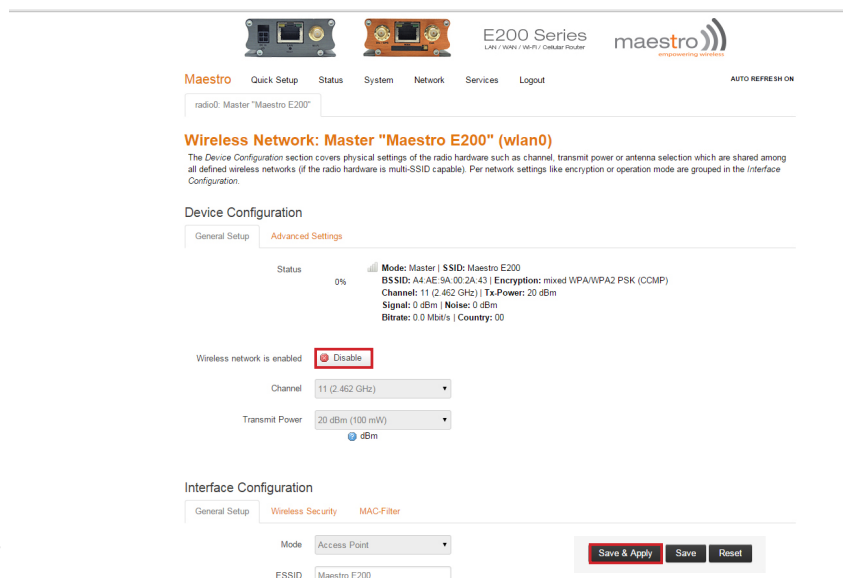 E200 Series
LAN / WAN / Wi-Fi / Cellular Router
maestro
empowering wireless
Maestro Quick Setup Status System Network Services Logout AUTO REFRESH ON
radio0: Master "Maestro E200"
Wireless Network: Master "Maestro E200" (wlan0)
The Device Configuration section covers physical settings of the radio hardware such as channel, transmit power or antenna selection which are shared among
all defined wireless networks (if the radio hardware is multi-SSID capable). Per network settings like encryption or operation mode are grouped in the Interface
Configuration.
Device Configuration
General Setup Advanced Settings
Status
0%
Mode: Master | SSID: Maestro E200
BSSID: A4:AE:9A:00:2A:43 | Encryption: mixed WPA/WPA2 PSK (CCMP)
Channel: 11 (2.462 GHz) | Tx-Power: 20 dBm
Signal: 0 dBm | Noise: 0 dBm
Bitrate: 0.0 Mbit/s | Country: 00
Wireless network is enabled Disable
Channel 11 (2.462 GHz)
Transmit Power 20 dBm (100 mW)
dBm
Interface Configuration
General Setup Wireless Security MAC-Filter
Mode Access Point
Save & Apply Save Reset
ESSID Maestro E200